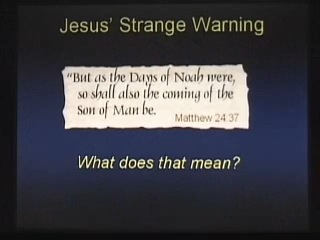 Jesus' Strange Warning
"But as the Days of Noah were,
so shall also the coming of the
Son of Man be.
Matthew 24:37
What does that mean?